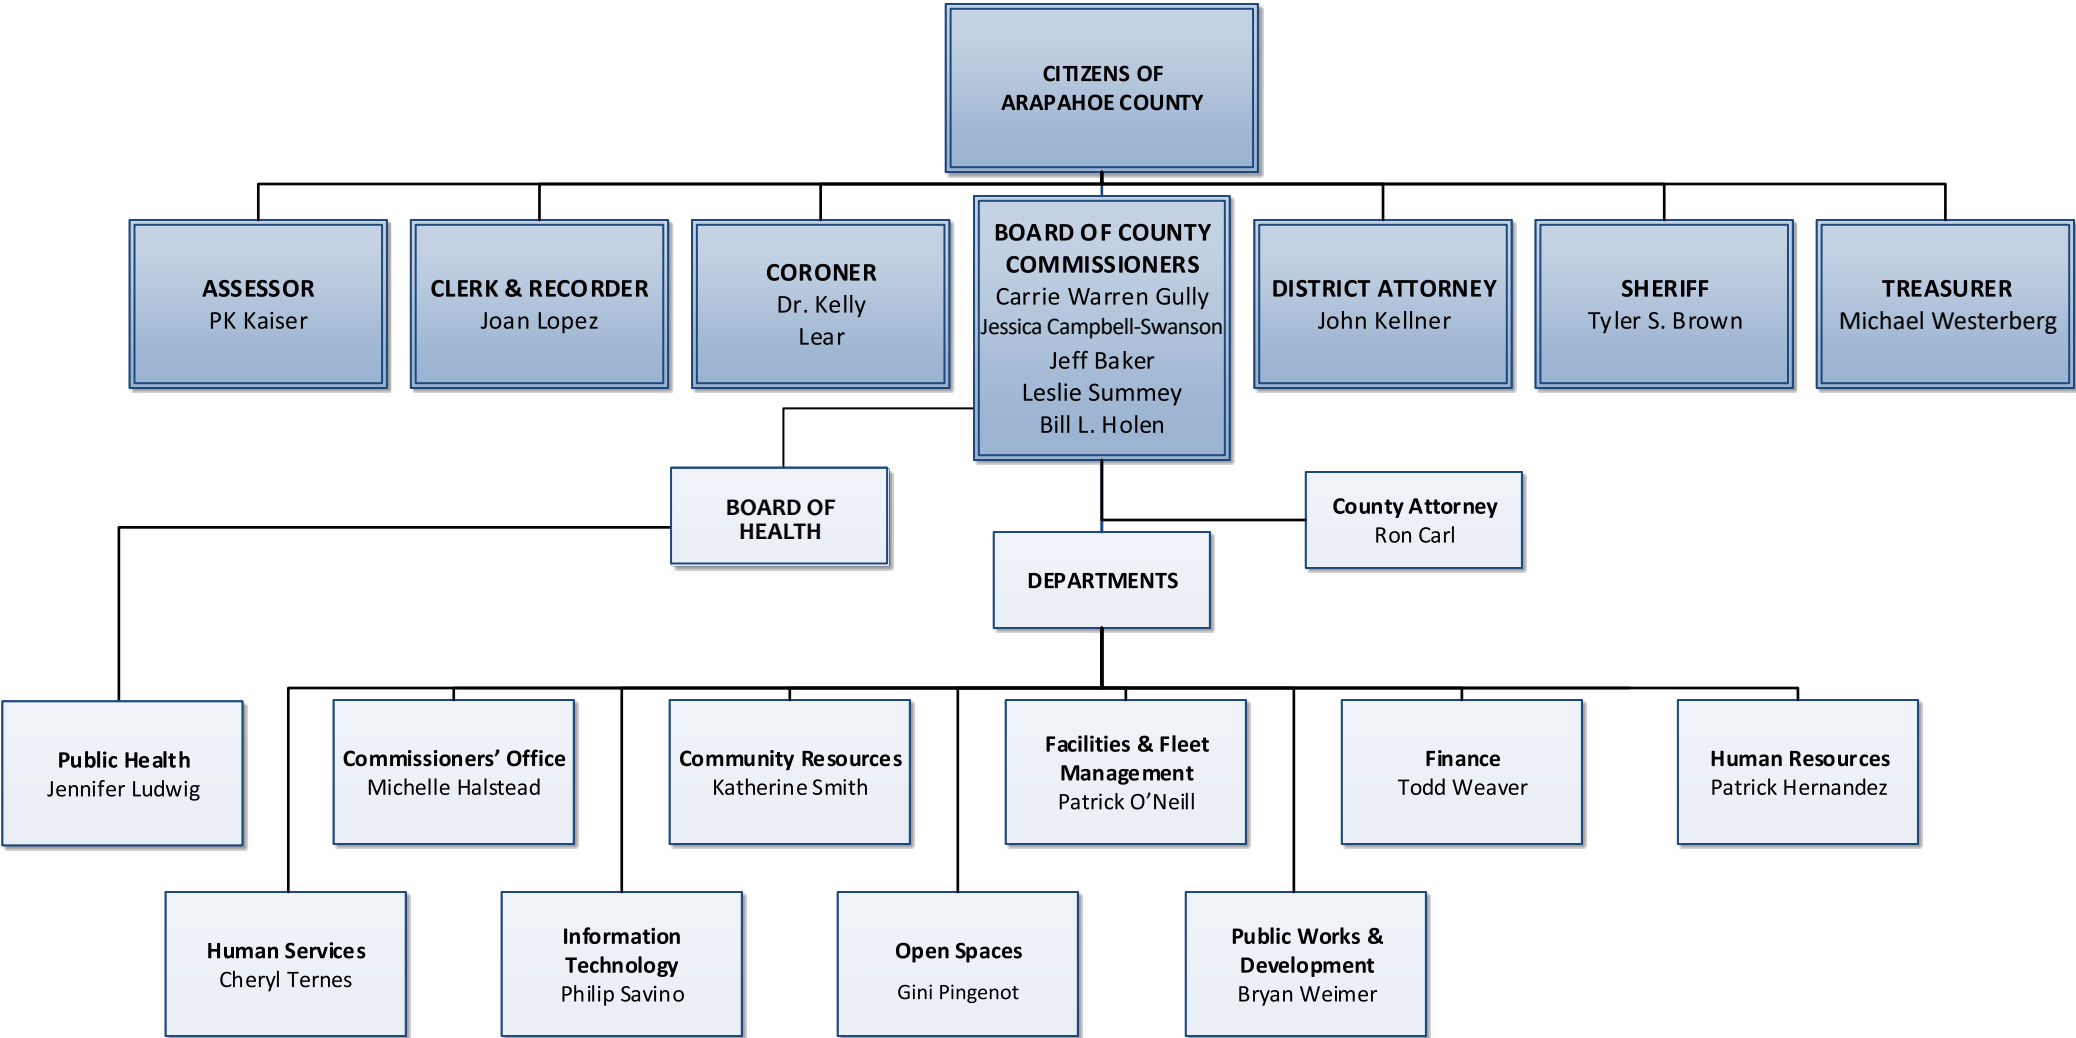 CITIZENS OF
ARAPAHOE COUNTY
ASSESSOR
PK Kaiser
CLERK & RECORDER
Joan Lopez
CORONER
Dr. Kelly
Lear
BOARD OF COUNTY
COMMISSIONERS
Carrie Warren Gully
Jessica Campbell-Swanson
Jeff Baker
Leslie Summey
Bill L. Holen
DISTRICT ATTORNEY
John Kellner
SHERIFF
Tyler S. Brown
TREASURER
Michael Westerberg
BOARD OF
HEALTH
County Attorney
Ron Carl
DEPARTMENTS
Public Health
Jennifer Ludwig
Commissioners’ Office
Michelle Halstead
Community Resources
Katherine Smith
Facilities & Fleet
Management
Patrick O’Neill
Finance
Todd Weaver
Human Resources
Patrick Hernandez
Human Services
Cheryl Ternes
Information
Technology
Philip Savino
Open Spaces
Gini Pingenot
Public Works &
Development
Bryan Weimer